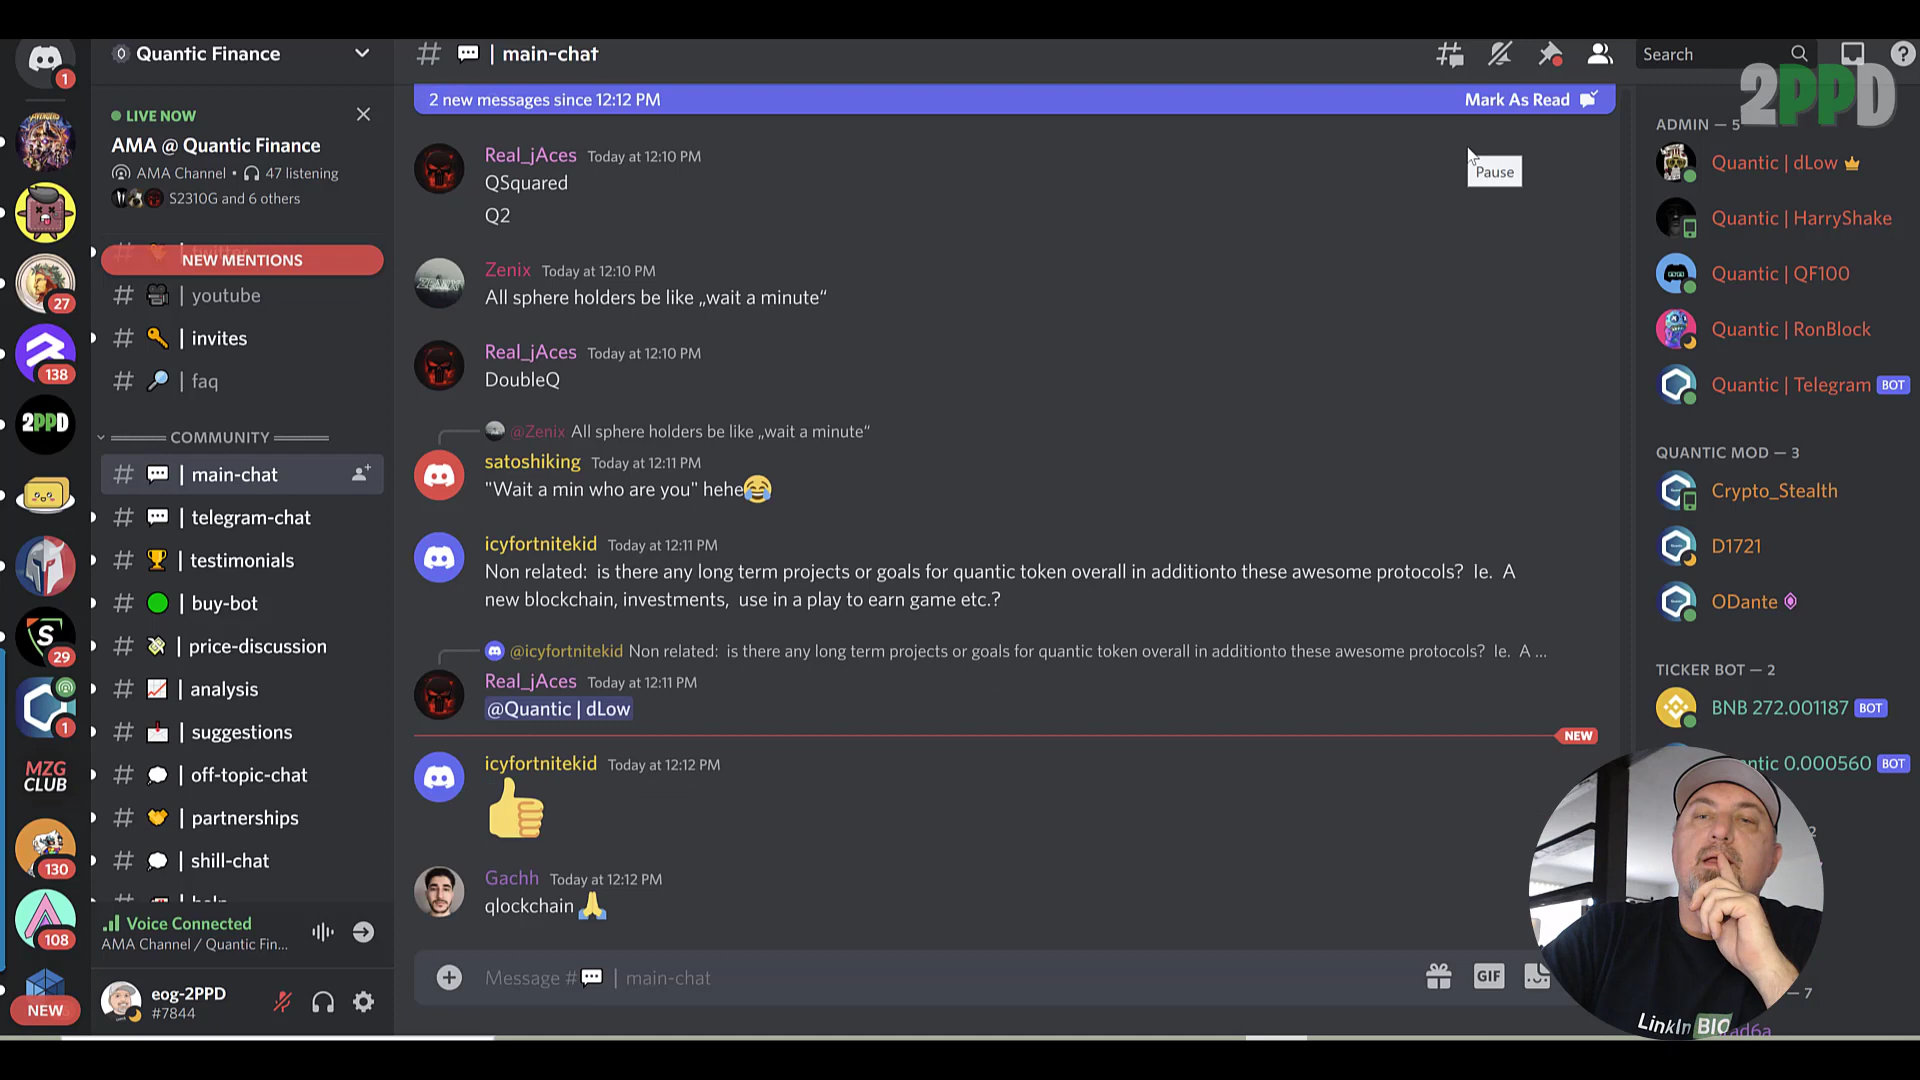 1
Quantic Finance
| main-chat
Search
2PPD
LIVE NOW
AMA @ Quantic Finance
AMA Channel • 47 listening
S2310G and 6 others
NEW MENTIONS
| youtube
| invites
| faq
COMMUNITY
| main-chat
| telegram-chat
| testimonials
| buy-bot
| price-discussion
| analysis
| suggestions
| off-topic-chat
| partnerships
| shill-chat
Voice Connected
AMA Channel / Quantic Fin...
eog-2PPD
#7844
27
138
2PPD
S
29
1
MZG
CLUB
130
108
NEW
2 new messages since 12:12 PM
Mark As Read
Pause
Real_jAces Today at 12:10 PM
QSquared
Q2
Zenix Today at 12:10 PM
All sphere holders be like „wait a minute“
Real_jAces Today at 12:10 PM
DoubleQ
@Zenix All sphere holders be like „wait a minute“
satoshiking Today at 12:11 PM
"Wait a min who are you" hehe😂
icyfortnitekid Today at 12:11 PM
Non related: is there any long term projects or goals for quantic token overall in additionto these awesome protocols? Ie. A
new blockchain, investments, use in a play to earn game etc.?
@icyfortnitekid Non related: is there any long term projects or goals for quantic token overall in additionto these awesome protocols? Ie. A ...
Real_jAces Today at 12:11 PM
@Quantic | dLow
NEW
icyfortnitekid Today at 12:12 PM
👍
Gachh Today at 12:12 PM
qlockchain 🙏
Message #💬 | main-chat
GIF
ADMIN — 5
Quantic | dLow
Quantic | HarryShake
Quantic | QF100
Quantic | RonBlock
Quantic | Telegram BOT
QUANTIC MOD — 3
Crypto_Stealth
D1721
ODante
TICKER BOT — 2
BNB 272.001187 BOT
ntic 0.000560 BOT
2
— 7
LinkIn BIO
ad6a